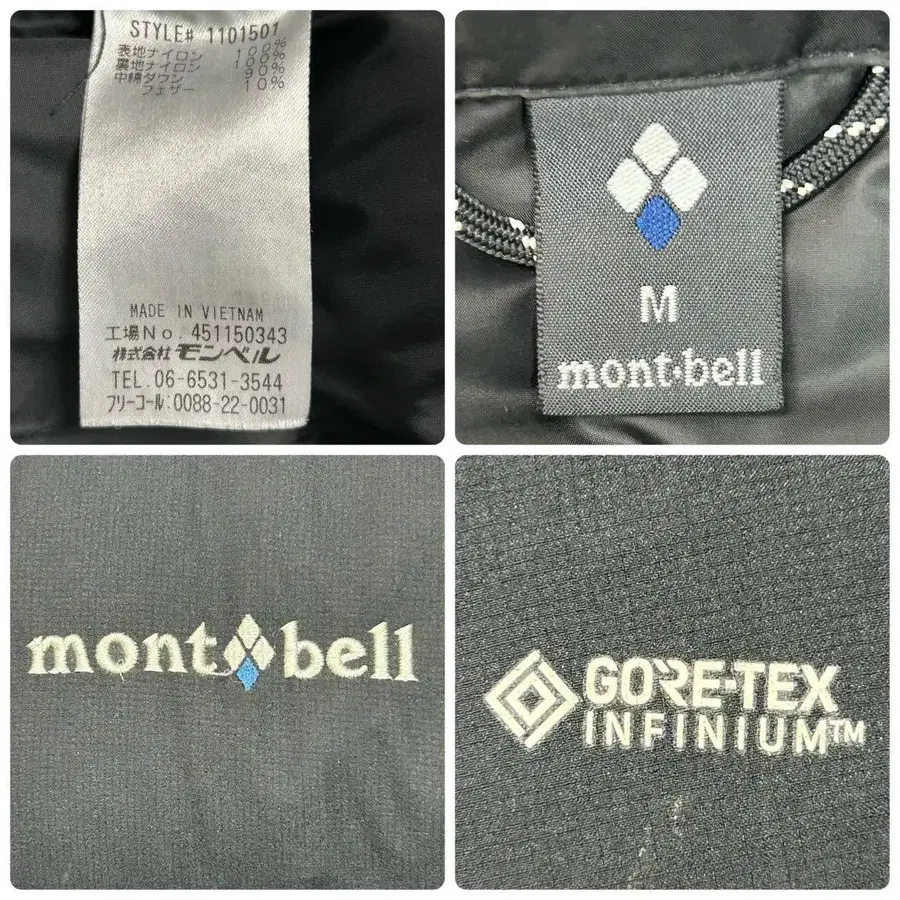 STYLE# 1101501
表地ナイロン 100%
裏地ナイロン 100%
中綿ダウン 90%
フェザー 10%
MADE IN VIETNAM
工場No. 451150343
株式会社 モンベル
TEL. 06-6531-3544
フリーコール:0088-22-0031
M
mont·bell
mont bell
GORE-TEX
INFINIUM™